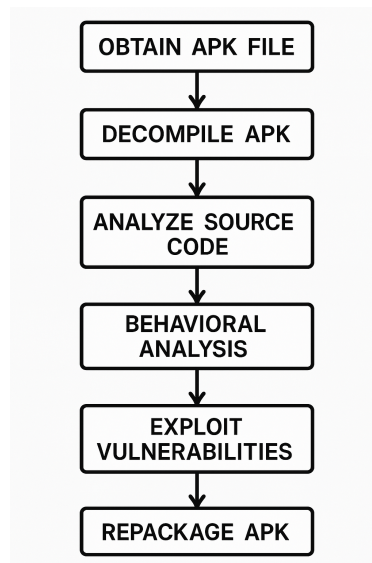 OBTAIN APK FILE
DECOMPILE APK
ANALYZE SOURCE
CODE
BEHAVIORAL
ANALYSIS
EXPLOIT
VULNERABILITIES
REPACKAGE APK